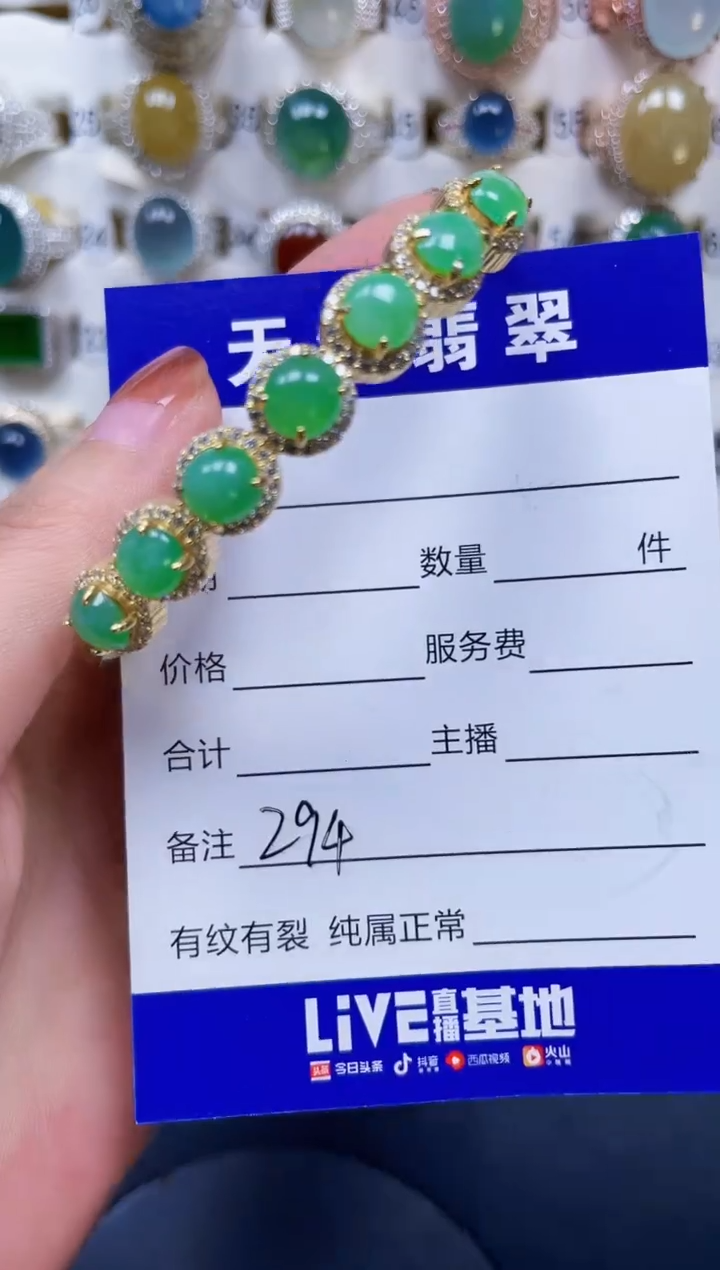 天 翡翠
数量 件
价格 服务费
合计 主播
备注 294
有纹有裂 纯属正常
LiVE直播基地
头条 今日头条 抖音 西瓜视频 火山